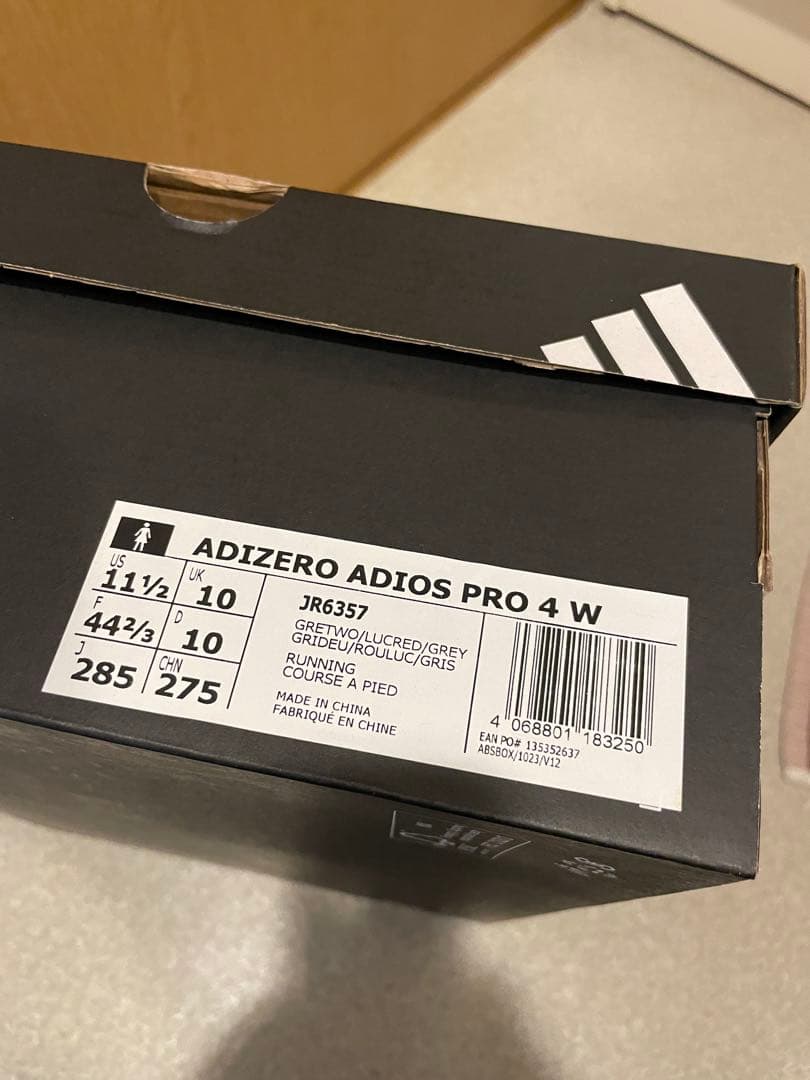 ADIZERO ADIOS PRO 4 W
US
11½
UK
10
F
44⅔
D
10
J
285
CHN
275
JR6357
GRETWO/LUCRED/GREY
GRIDEU/ROULUC/GRIS
RUNNING
COURSE A PIED
MADE IN CHINA
FABRIQUÉ EN CHINE
4 068801 183250
EAN PO# 135352637
ABSBOX/1023/V12